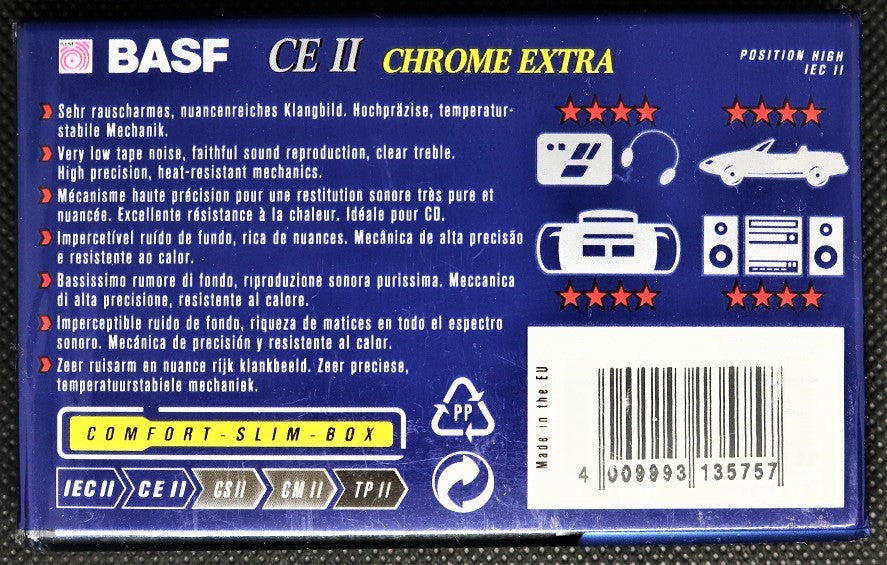 BASF CE II CHROME EXTRA
POSITION HIGH
IEC II
Sehr rauscharmes, nuancenreiches Klangbild. Hochpräzise, temperatur-
stabile Mechanik.
Very low tape noise, faithful sound reproduction, clear treble.
High precision, heat-resistant mechanics.
Mécanisme haute précision pour une restitution sonore très pure et
nuancée. Excellente résistance à la chaleur. Idéale pour CD.
Impercetível ruído de fundo, rica de nuances. Mecânica de alta precisão
e resistente ao calor.
Bassissimo rumore di fondo, riproduzione sonora purissima. Meccanica
di alta precisione, resistente al calore.
Imperceptible ruido de fondo, riqueza de matices en todo el espectro
sonoro. Mecánica de precisión y resistente al calor.
Zeer ruisarm en nuance rijk klankbeeld. Zeer preciese,
temperatuurstabiele mechaniek.
COMFORT-SLIM-BOX
IEC II CE II CS II CM II TP II
PP
Made in the EU
4 009993 135757